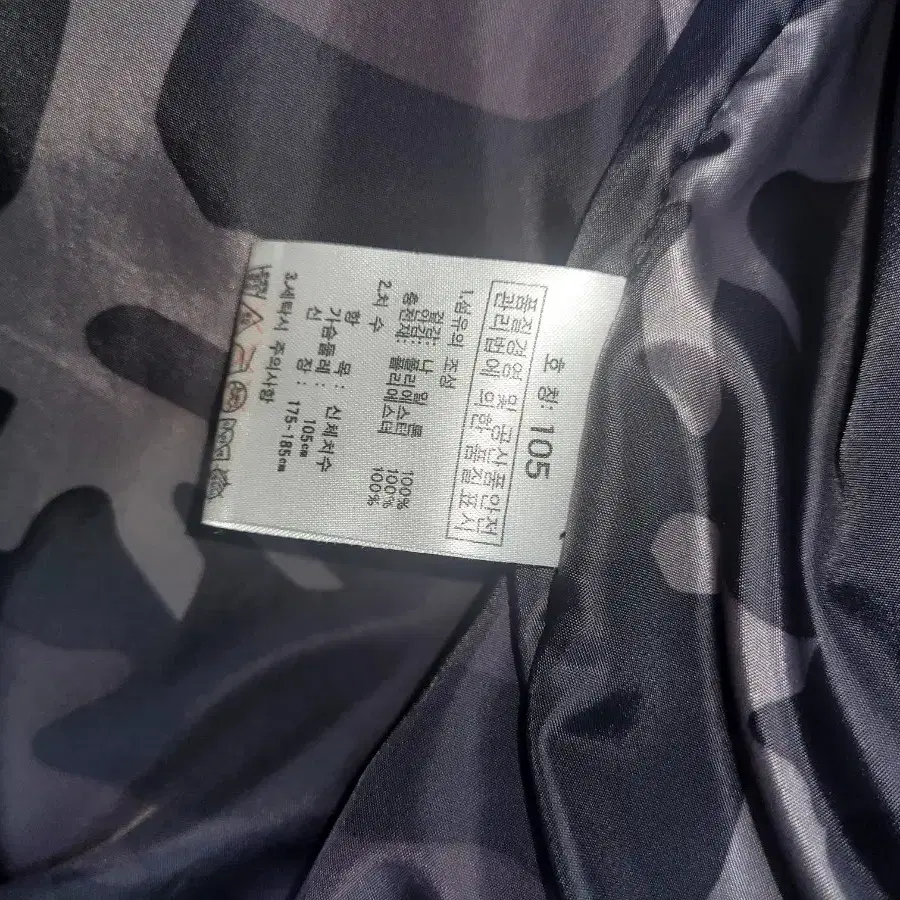 호칭: 105
품질경영 및 공산품안전
관리법에 의한 품질표시
1.섬유의 조성
겉감: 나 일 론 100%
안감: 폴리에스터 100%
충전재: 폴리에스터 100%
2.치 수
항 목 : 신체치수
가슴둘레 : 105cm
신 장 : 175~185cm
3.세탁시 주의사항